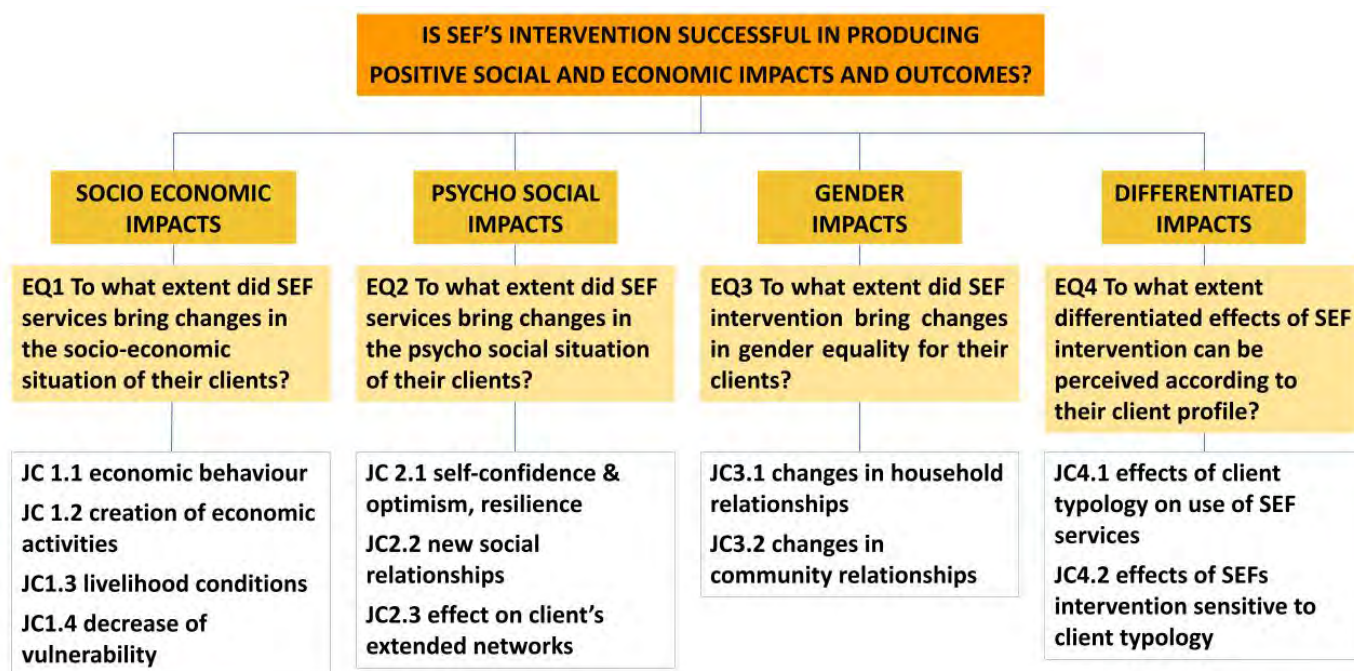 IS SEF'S INTERVENTION SUCCESSFUL IN PRODUCING
POSITIVE SOCIAL AND ECONOMIC IMPACTS AND OUTCOMES?
SOCIO ECONOMIC
IMPACTS
EQ1 To what extent did SEF
services bring changes in
the socio-economic
situation of their clients?
JC 1.1 economic behaviour
JC 1.2 creation of economic
activities
JC1.3 livelihood conditions
JC1.4 decrease of
vulnerability
PSYCHO SOCIAL
IMPACTS
EQ2 To what extent did SEF
services bring changes in
the psycho social situation
of their clients?
JC 2.1 self-confidence &
optimism, resilience
JC2.2 new social
relationships
JC2.3 effect on client's
extended networks
GENDER
IMPACTS
EQ3 To what extent did SEF
intervention bring changes
in gender equality for their
clients?
JC3.1 changes in household
relationships
JC3.2 changes in
community relationships
DIFFERENTIATED
IMPACTS
EQ4 To what extent
differentiated effects of SEF
intervention can be
perceived according to
their client profile?
JC4.1 effects of client
typology on use of SEF
services
JC4.2 effects of SEFs
intervention sensitive to
client typology